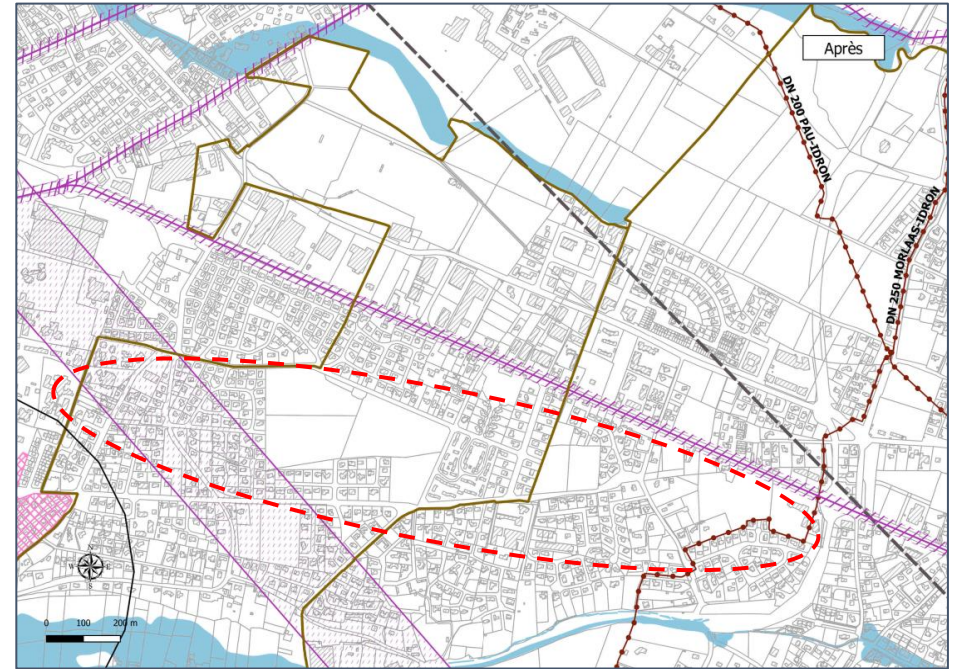 Après
DN 200 PAU-IDRON
DN 250 MORLAAS-IDRON
N
W E
S
0 100 200 m